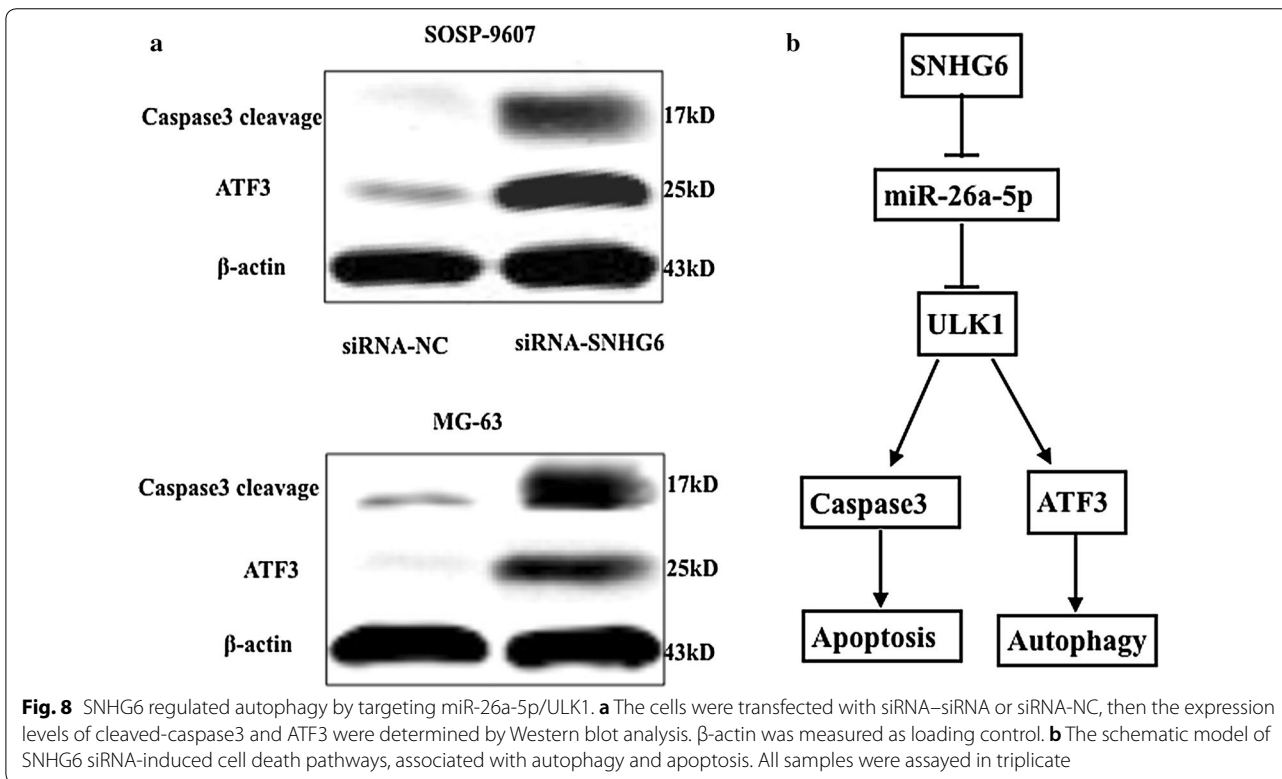 a
SOSP-9607
Caspase3 cleavage
17kD
ATF3
25kD
β-actin
43kD
siRNA-NC
siRNA-SNHG6
MG-63
Caspase3 cleavage
17kD
ATF3
25kD
β-actin
43kD
b
SNHG6
miR-26a-5p
ULK1
Caspase3
ATF3
Apoptosis
Autophagy
Fig. 8 SNHG6 regulated autophagy by targeting miR-26a-5p/ULK1. a The cells were transfected with siRNA–siRNA or siRNA-NC, then the expression
levels of cleaved-caspase3 and ATF3 were determined by Western blot analysis. β-actin was measured as loading control. b The schematic model of
SNHG6 siRNA-induced cell death pathways, associated with autophagy and apoptosis. All samples were assayed in triplicate